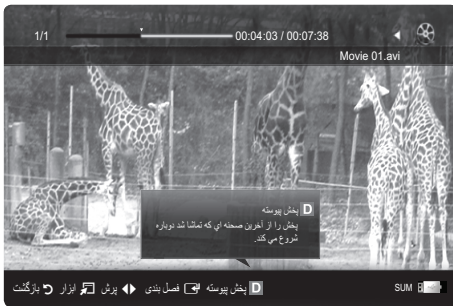 1/1 00:04:03 / 00:07:38
Movie 01.avi
D پخش پیوسته
پخش را از آخرین صحنه ای که تماشا شد دوباره
شروع می کند.
SUM D پخش پیوسته فصل بندی پرش ابزار بازگشت